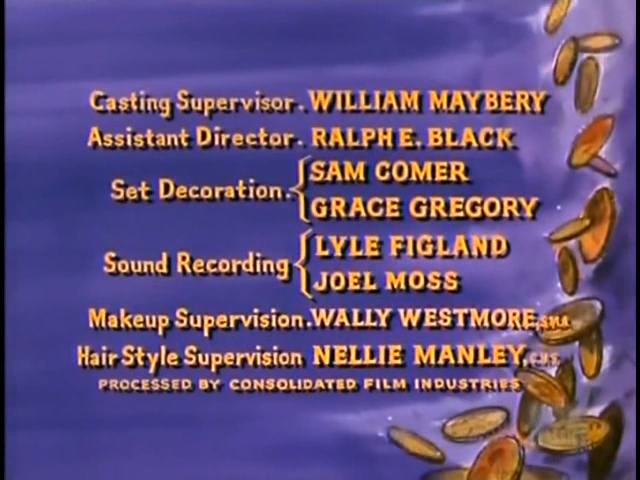 Casting Supervisor. WILLIAM MAYBERY
Assistant Director. RALPH E. BLACK
Set Decoration. SAM COMER
GRACE GREGORY
Sound Recording LYLE FIGLAND
JOEL MOSS
Makeup Supervision. WALLY WESTMORE, S.M.A.
Hair Style Supervision NELLIE MANLEY, C.H.S.
PROCESSED BY CONSOLIDATED FILM INDUSTRIES